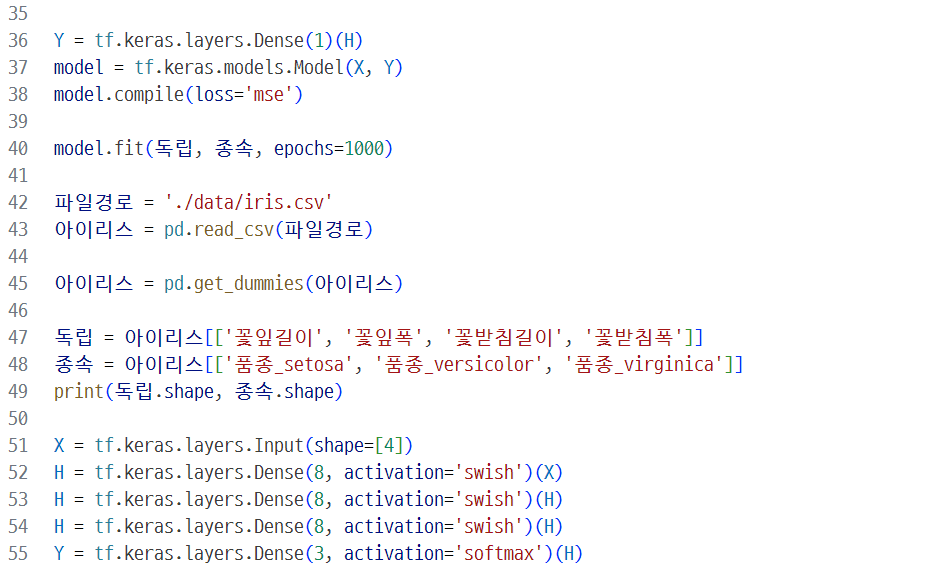 35
36 Y = tf.keras.layers.Dense(1)(H)
37 model = tf.keras.models.Model(X, Y)
38 model.compile(loss='mse')
39
40 model.fit(독립, 종속, epochs=1000)
41
42 파일경로 = './data/iris.csv'
43 아이리스 = pd.read_csv(파일경로)
44
45 아이리스 = pd.get_dummies(아이리스)
46
47 독립 = 아이리스[['꽃잎길이', '꽃잎폭', '꽃받침길이', '꽃받침폭']]
48 종속 = 아이리스[['품종_setosa', '품종_versicolor', '품종_virginica']]
49 print(독립.shape, 종속.shape)
50
51 X = tf.keras.layers.Input(shape=[4])
52 H = tf.keras.layers.Dense(8, activation='swish')(X)
53 H = tf.keras.layers.Dense(8, activation='swish')(H)
54 H = tf.keras.layers.Dense(8, activation='swish')(H)
55 Y = tf.keras.layers.Dense(3, activation='softmax')(H)